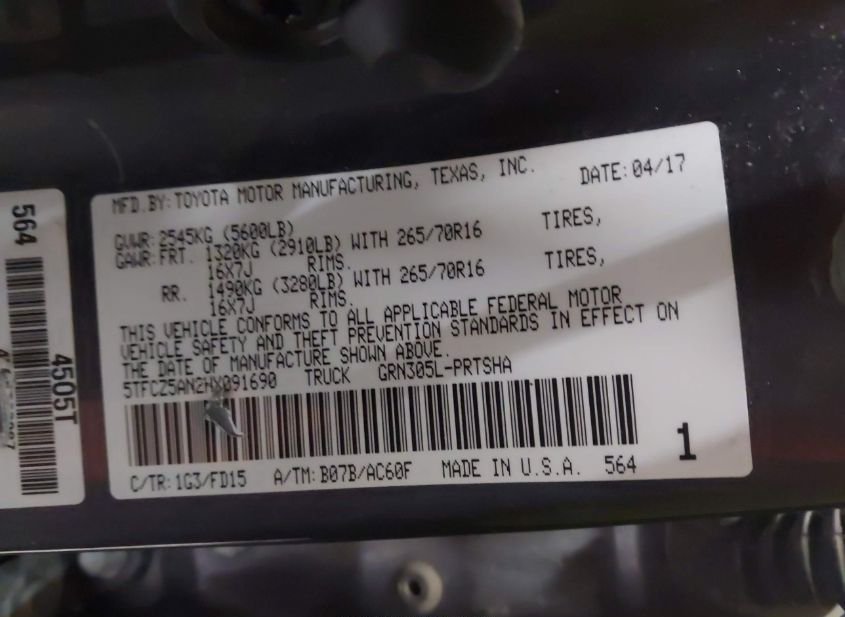 MFD.BY:TOYOTA MOTOR MANUFACTURING, TEXAS, INC. DATE:04/17
GVWR:2545KG (5600LB)
GAWR:FRT. 1320KG (2910LB) WITH 265/70R16 TIRES,
16X7J RIMS.
RR. 1490KG (3280LB) WITH 265/70R16 TIRES,
16X7J RIMS.
THIS VEHICLE CONFORMS TO ALL APPLICABLE FEDERAL MOTOR
VEHICLE SAFETY AND THEFT PREVENTION STANDARDS IN EFFECT ON
THE DATE OF MANUFACTURE SHOWN ABOVE.
5TFCZ5AN2HX091690 TRUCK GRN305L-PRTSHA
C/TR:1G3/FD15 A/TM:B07B/AC60F MADE IN U.S.A. 564
1
564
4505T